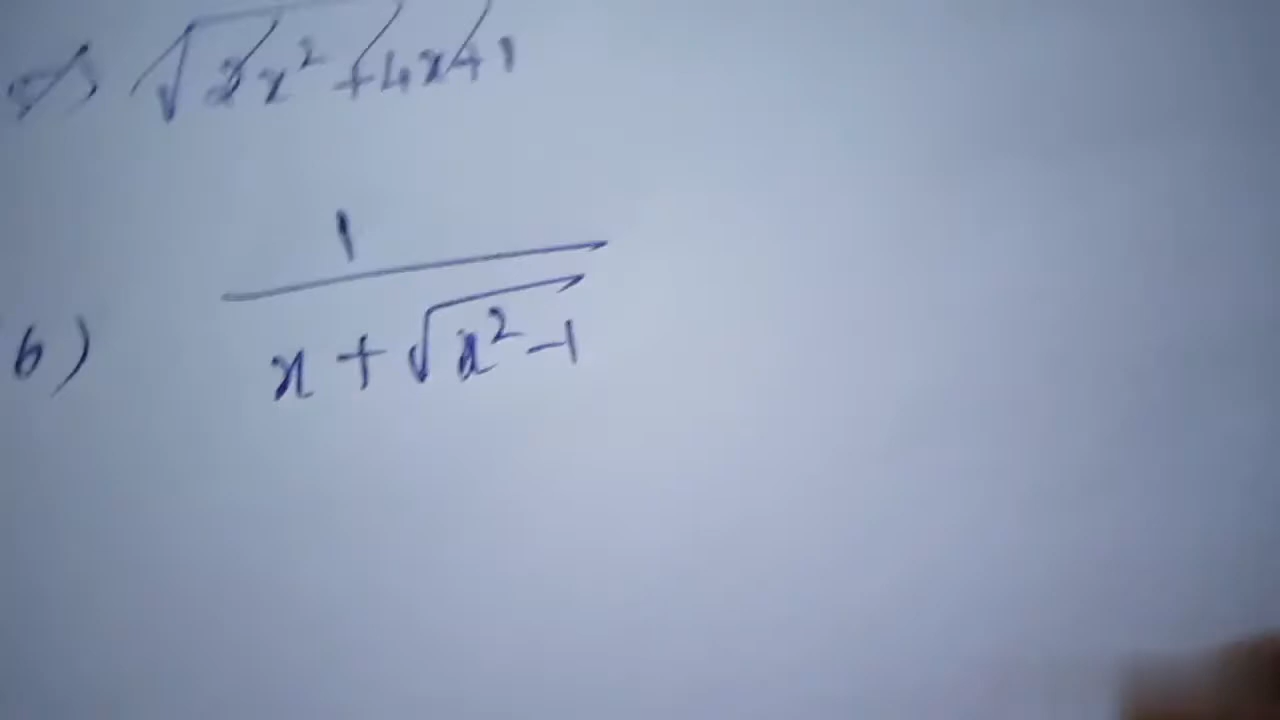 √2x² + 4x + 1
1
6)
x + √x² - 1